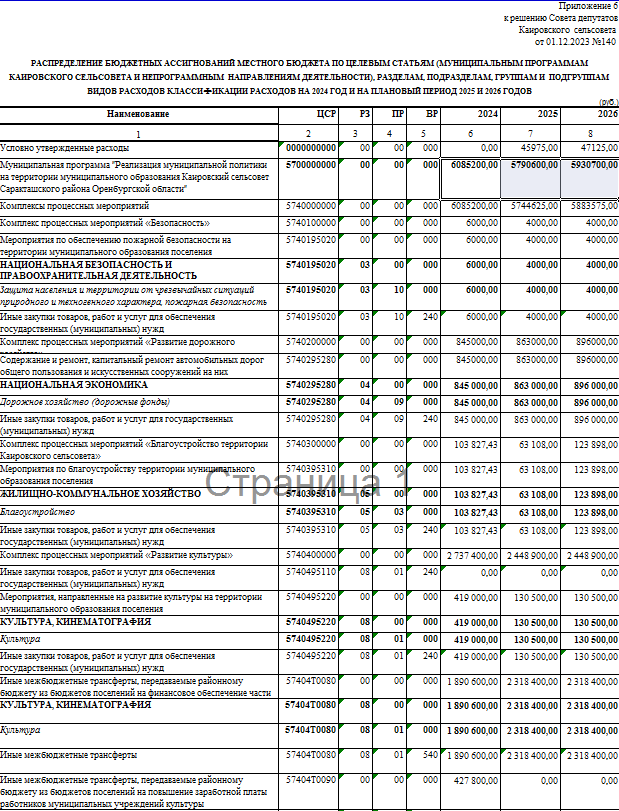 Приложение 6
к решению Совета депутатов
Каировского сельсовета
от 01.12.2023 №140
РАСПРЕДЕЛЕНИЕ БЮДЖЕТНЫХ АССИГНОВАНИЙ МЕСТНОГО БЮДЖЕТА ПО ЦЕЛЕВЫМ СТАТЬЯМ (МУНИЦИПАЛЬНЫМ ПРОГРАММАМ
КАИРОВСКОГО СЕЛЬСОВЕТА И НЕПРОГРАММНЫМ НАПРАВЛЕНИЯМ ДЕЯТЕЛЬНОСТИ), РАЗДЕЛАМ, ПОДРАЗДЕЛАМ, ГРУППАМ И ПОДГРУППАМ
ВИДОВ РАСХОДОВ КЛАССИФИКАЦИИ РАСХОДОВ НА 2024 ГОД И НА ПЛАНОВЫЙ ПЕРИОД 2025 И 2026 ГОДОВ
(руб.)
Наименование ЦСР РЗ ПР ВР 2024 2025 2026
1 2 3 4 5 6 7 8
Условно утвержденные расходы 0000000000 00 00 000 0,00 45975,00 47125,00
Муниципальная программа "Реализация муниципальной политики 5700000000 00 00 000 6085200,00 5790600,00 5930700,00
на территории муниципального образования Каировский сельсовет
Саракташского района Оренбургской области"
Комплексы процессных мероприятий 5740000000 00 00 000 6085200,00 5744625,00 5883575,00
Комплекс процессных мероприятий «Безопасность» 5740100000 00 00 000 6000,00 4000,00 4000,00
Мероприятия по обеспечению пожарной безопасности на 5740195020 00 00 000 6000,00 4000,00 4000,00
территории муниципального образования поселения
НАЦИОНАЛЬНАЯ БЕЗОПАСНОСТЬ И 5740195020 03 00 000 6000,00 4000,00 4000,00
ПРАВООХРАНИТЕЛЬНАЯ ДЕЯТЕЛЬНОСТЬ
Защита населения и территории от чрезвычайных ситуаций 5740195020 03 10 000 6000,00 4000,00 4000,00
природного и техногенного характера, пожарная безопасность
Иные закупки товаров, работ и услуг для обеспечения 5740195020 03 10 240 6000,00 4000,00 4000,00
государственных (муниципальных) нужд
Комплекс процессных мероприятий «Развитие дорожного 5740200000 00 00 000 845000,00 863000,00 896000,00
Содержание и ремонт, капитальный ремонт автомобильных дорог 5740295280 00 00 000 845000,00 863000,00 896000,00
общего пользования и искусственных сооружений на них
НАЦИОНАЛЬНАЯ ЭКОНОМИКА 5740295280 04 00 000 845 000,00 863 000,00 896 000,00
Дорожное хозяйство (дорожные фонды) 5740295280 04 09 000 845 000,00 863 000,00 896 000,00
Иные закупки товаров, работ и услуг для государственных 5740295280 04 09 240 845 000,00 863 000,00 896 000,00
(муниципальных) нужд
Комплекс процессных мероприятий «Благоустройство территории 5740300000 00 00 000 103 827,43 63 108,00 123 898,00
Каировского сельсовета»
Мероприятия по благоустройству территории муниципального 5740395310 00 00 000 103 827,43 63 108,00 123 898,00
образования поселения
Страница 1
ЖИЛИЩНО-КОММУНАЛЬНОЕ ХОЗЯЙСТВО 5740395310 05 00 000 103 827,43 63 108,00 123 898,00
Благоустройство 5740395310 05 03 000 103 827,43 63 108,00 123 898,00
Иные закупки товаров, работ и услуг для обеспечения 5740395310 05 03 240 103 827,43 63 108,00 123 898,00
государственных (муниципальных) нужд
Комплекс процессных мероприятий «Развитие культуры» 5740400000 00 00 000 2 737 400,00 2 448 900,00 2 448 900,00
Иные закупки товаров, работ и услуг для обеспечения 5740495110 08 01 240 0,00 0,00 0,00
государственных (муниципальных) нужд
Мероприятия, направленные на развитие культуры на территории 5740495220 00 00 000 419 000,00 130 500,00 130 500,00
муниципального образования поселения
КУЛЬТУРА, КИНЕМАТОГРАФИЯ 5740495220 08 00 000 419 000,00 130 500,00 130 500,00
Культура 5740495220 08 01 000 419 000,00 130 500,00 130 500,00
Иные закупки товаров, работ и услуг для обеспечения 5740495220 08 01 240 419 000,00 130 500,00 130 500,00
государственных (муниципальных) нужд
Иные межбюджетные трансферты, передаваемые районному 57404Т0080 00 00 000 1 890 600,00 2 318 400,00 2 318 400,00
бюджету из бюджетов поселений на финансовое обеспечение части
КУЛЬТУРА, КИНЕМАТОГРАФИЯ 57404Т0080 08 00 000 1 890 600,00 2 318 400,00 2 318 400,00
Культура 57404Т0080 08 01 000 1 890 600,00 2 318 400,00 2 318 400,00
Иные межбюджетные трансферты 57404Т0080 08 01 540 1 890 600,00 2 318 400,00 2 318 400,00
Иные межбюджетные трансферты, передаваемые районному 57404Т0090 00 00 000 427 800,00 0,00 0,00
бюджету из бюджетов поселений на повышение заработной платы
работников муниципальных учреждений культуры